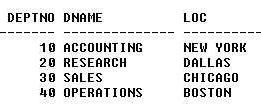 DEPTNO DNAME          LOC
------ -------------- ---------
    10 ACCOUNTING     NEW YORK
    20 RESEARCH       DALLAS
    30 SALES          CHICAGO
    40 OPERATIONS     BOSTON